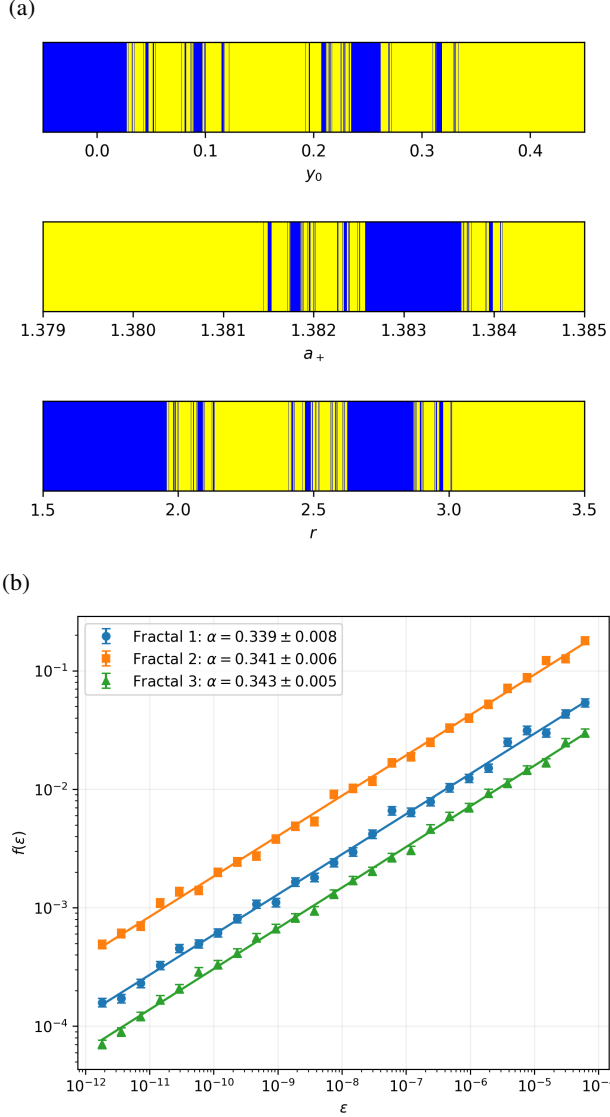 (a)
0.0 0.1 0.2 0.3 0.4
y₀
1.379 1.380 1.381 1.382 1.383 1.384 1.385
a₊
1.5 2.0 2.5 3.0 3.5
r
(b)
Fractal 1: α = 0.339 ± 0.008
Fractal 2: α = 0.341 ± 0.006
Fractal 3: α = 0.343 ± 0.005
10⁻¹
10⁻²
10⁻³
10⁻⁴
f(ε)
10⁻¹² 10⁻¹¹ 10⁻¹⁰ 10⁻⁹ 10⁻⁸ 10⁻⁷ 10⁻⁶ 10⁻⁵
ε